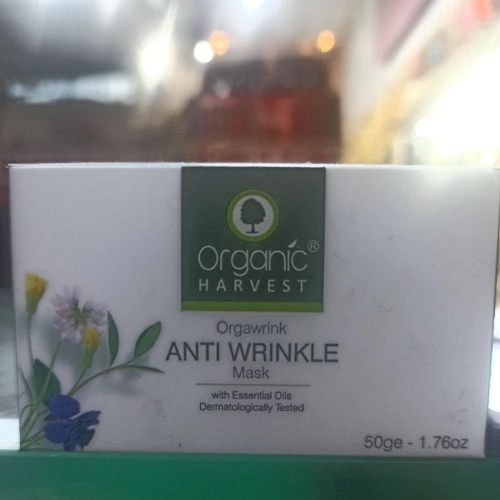 Organic®
HARVEST
Orgawrink
ANTI WRINKLE
Mask
with Essential Oils
Dermatologically Tested
50ge - 1.76oz